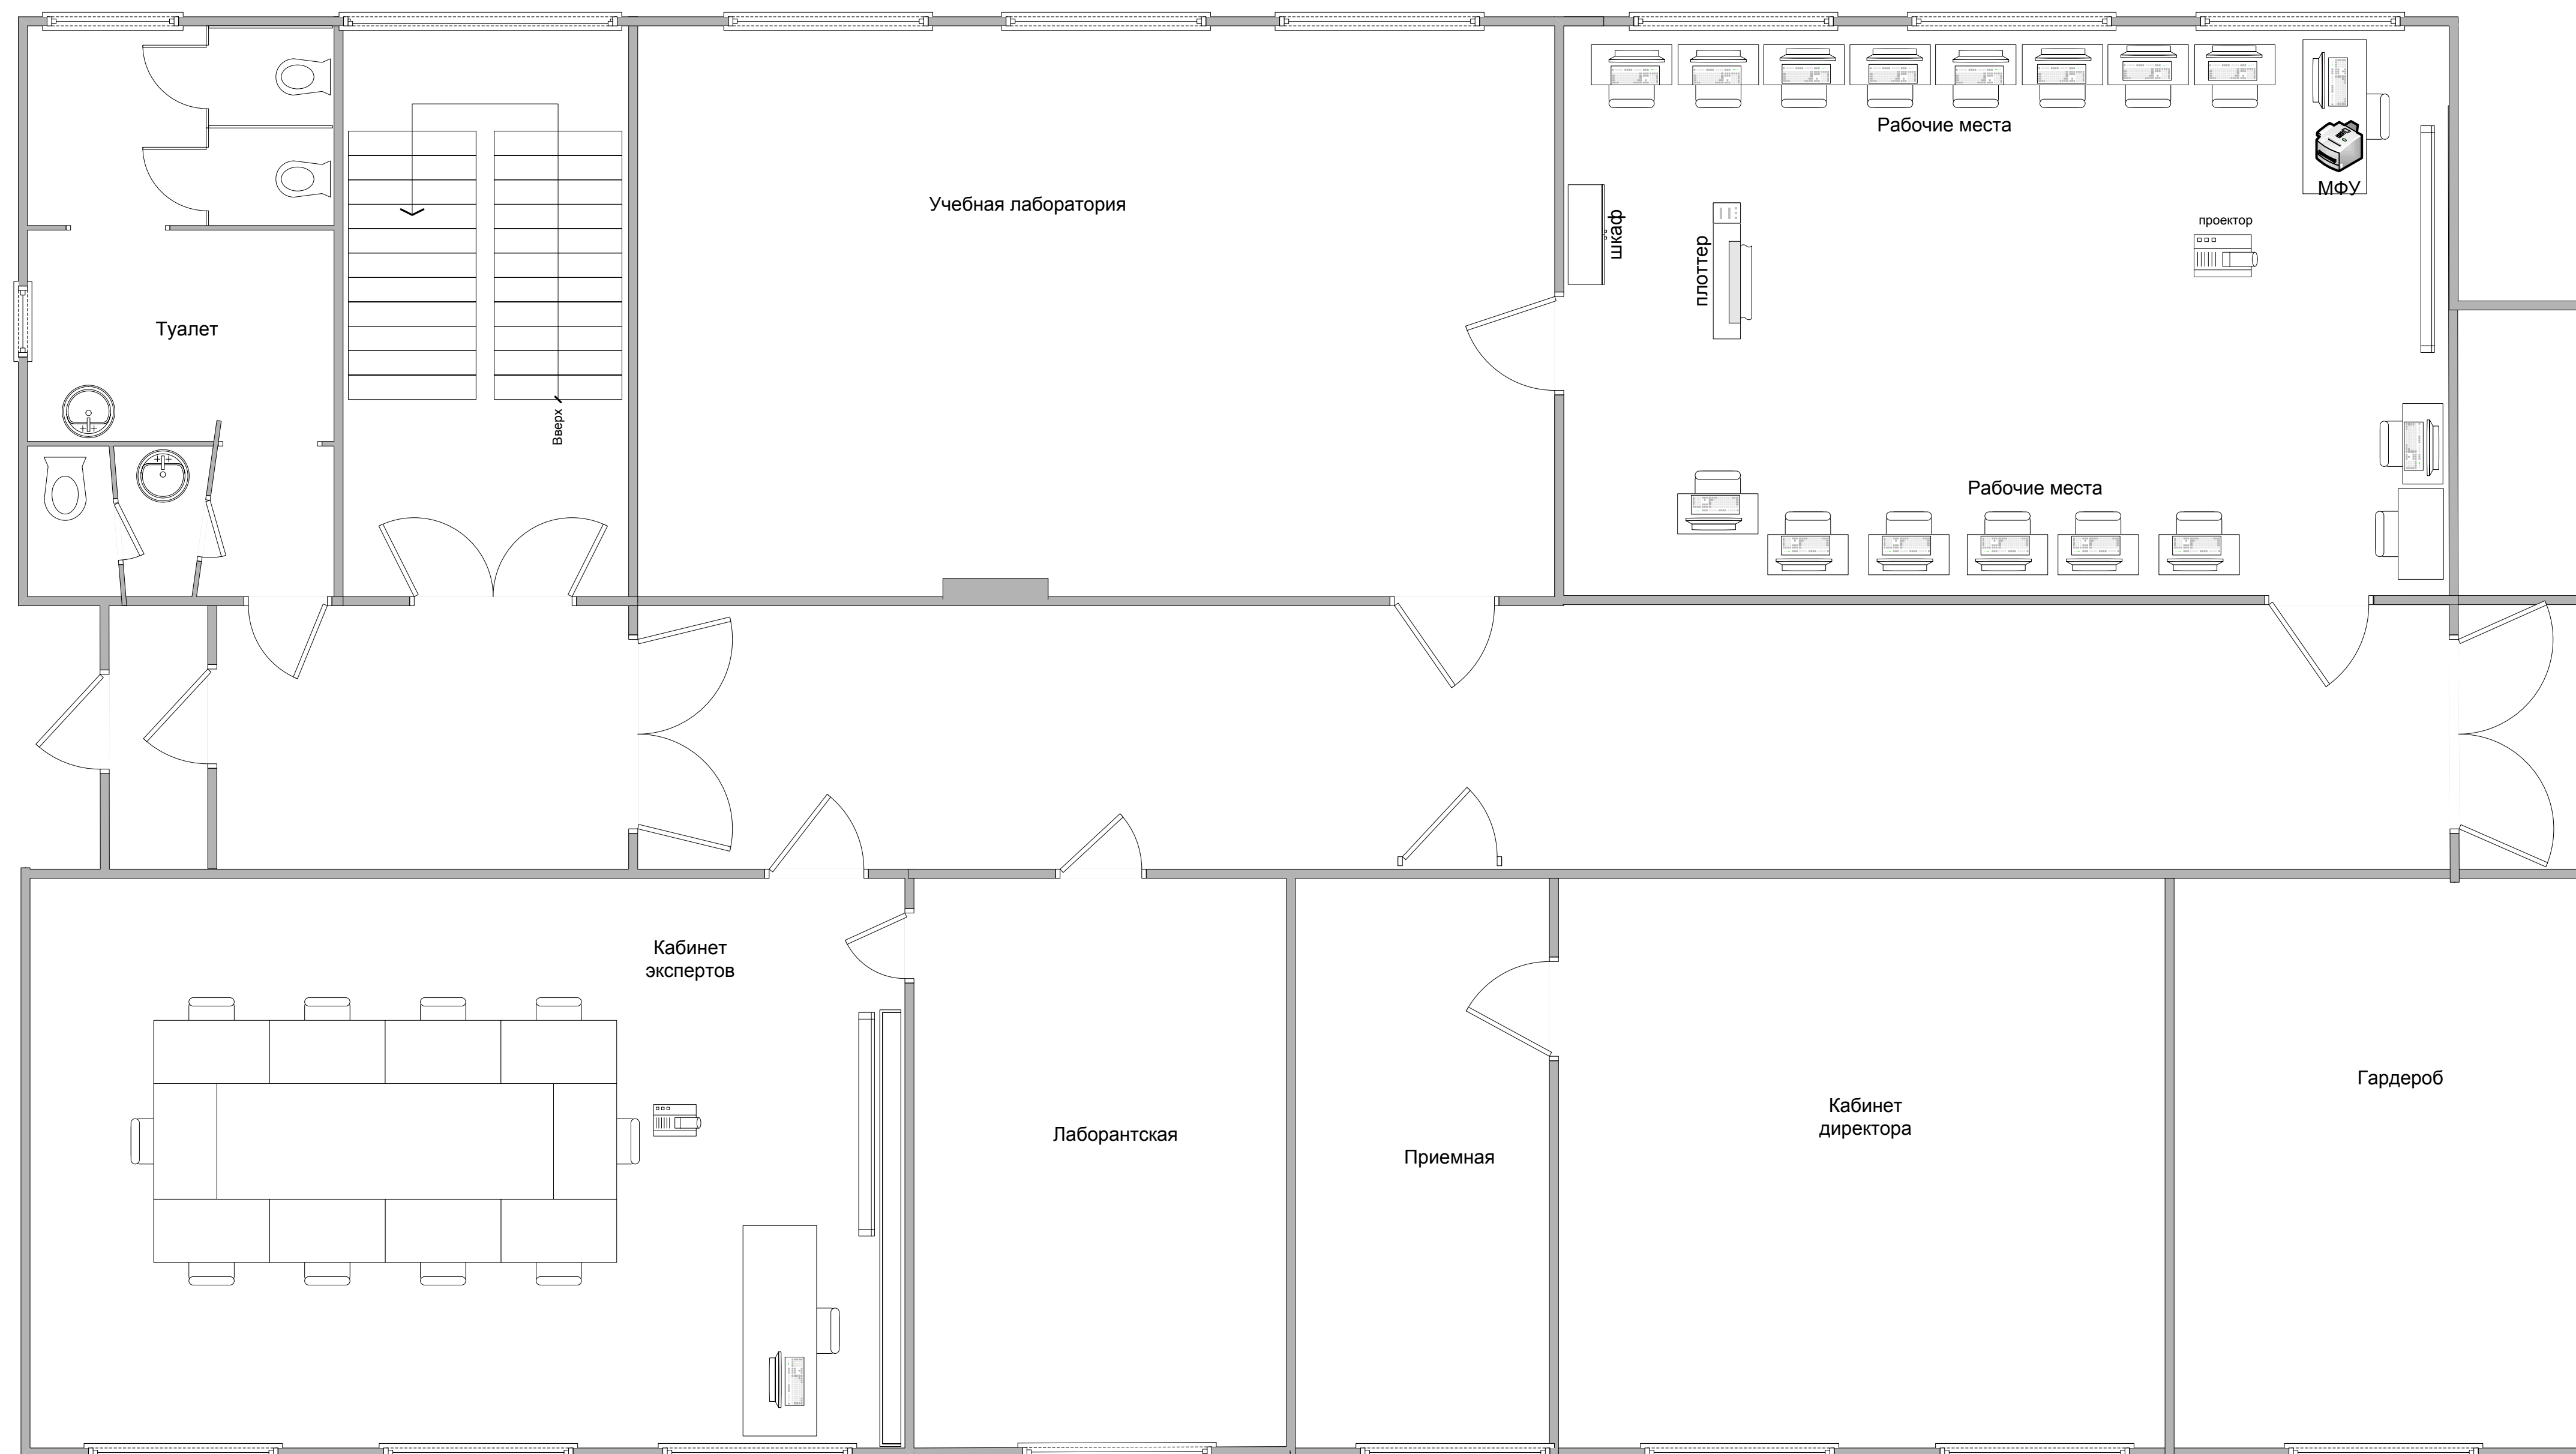 Рабочие места
МФУ
Учебная лаборатория
шкаф
проектор
плоттер
Туалет
Вверх
Рабочие места
Кабинет
экспертов
Гардероб
Кабинет
директора
Лаборантская
Приемная